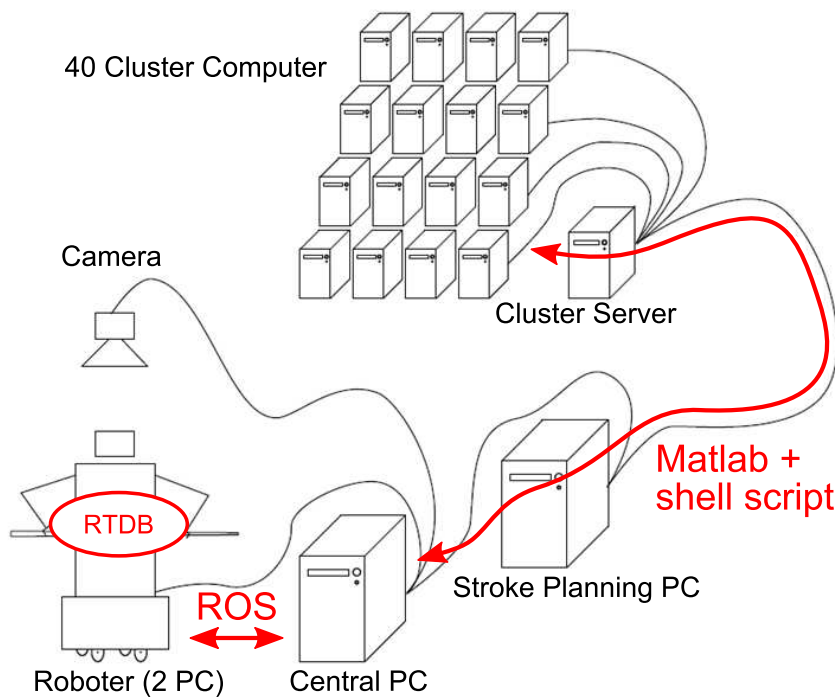 40 Cluster Computer
Camera
Cluster Server
Matlab +
shell script
RTDB
Stroke Planning PC
ROS
Roboter (2 PC)
Central PC